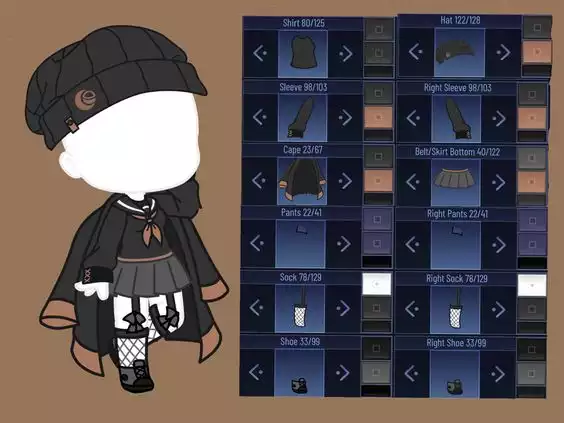 Shirt 80/125
Hat 122/128
Sleeve 98/103
Right Sleeve 98/103
Cape 23/67
Belt/Skirt Bottom 40/122
Pants 22/41
Right Pants 22/41
Sock 78/129
Right Sock 78/129
Shoe 33/99
Right Shoe 33/99